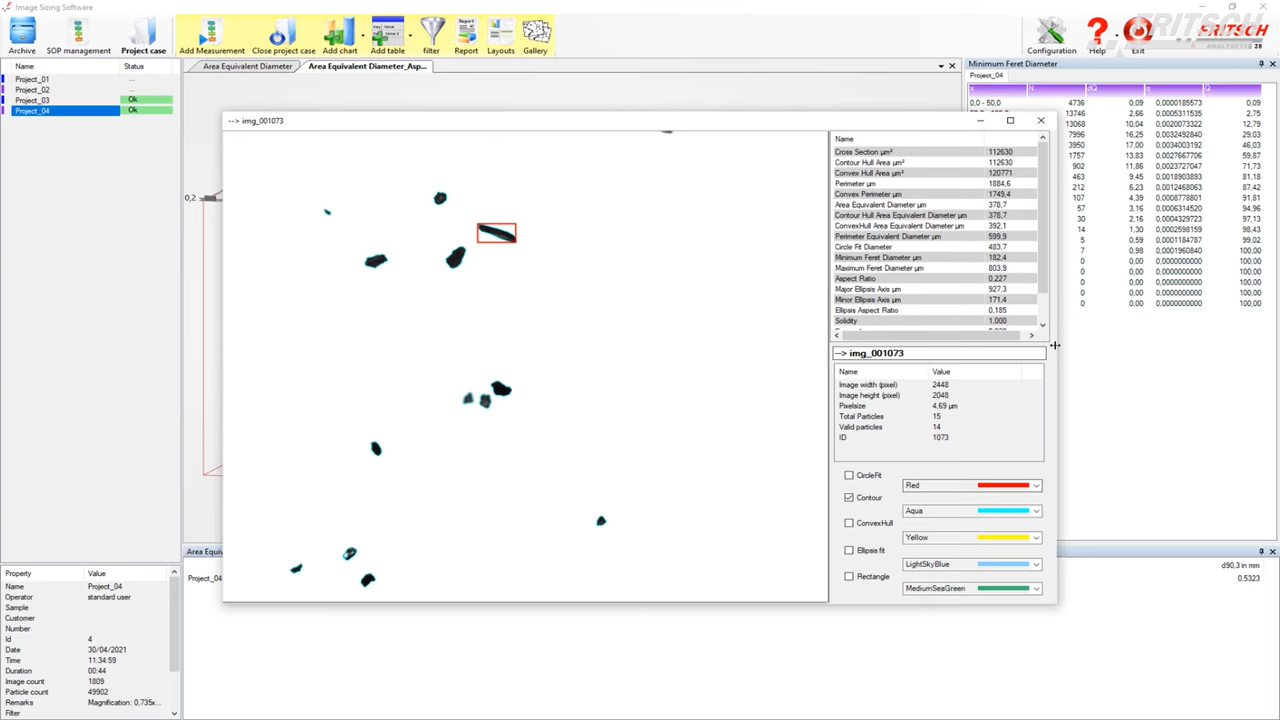 Image Sizing Software
Archive
SOP management
Project case
Add Measurement
Close project case
Add chart
Add table
filter
Report
Layouts
Gallery
Configuration
Help
Exit
FRITSCH
ANALYSETTE 28
Name Status
Project_01 ...
Project_02 ...
Project_03 Ok
Project_04 Ok
Area Equivalent Diameter
Area Equivalent Diameter_Asp...
0,2
Minimum Feret Diameter
Project_04
x N dQ q Q
0,0 - 50,0 4736 0,09 0,0000185573 0,09
13746 2,66 0,0005311535 2,75
13068 10,04 0,0020073322 12,79
7996 16,25 0,0032492840 29,03
3950 17,00 0,0034003192 46,03
1757 13,83 0,0027667706 59,87
902 11,86 0,0023727047 71,73
463 9,45 0,0018903893 81,18
212 6,23 0,0012468063 87,42
107 4,39 0,0008778801 91,81
57 3,16 0,0006314520 94,96
30 2,16 0,0004329723 97,13
14 1,30 0,0002598159 98,43
5 0,59 0,0001184787 99,02
7 0,98 0,0001960840 100,00
0 0,00 0,0000000000 100,00
0 0,00 0,0000000000 100,00
0 0,00 0,0000000000 100,00
0 0,00 0,0000000000 100,00
--> img_001073
Name
Cross Section µm² 112630
Contour Hull Area µm² 112630
Convex Hull Area µm² 120771
Perimeter µm 1884,6
Convex Perimeter µm 1749,4
Area Equivalent Diameter µm 378,7
Contour Hull Area Equivalent Diameter µm 378,7
ConvexHull Area Equivalent Diameter µm 392,1
Perimeter Equivalent Diameter µm 599,9
Circle Fit Diameter 483,7
Minimum Feret Diameter µm 182,4
Maximum Feret Diameter µm 803,9
Aspect Ratio 0,227
Major Ellipsis Axis µm 927,3
Minor Ellipsis Axis µm 171,4
Ellipsis Aspect Ratio 0,185
Solidity 1.000
--> img_001073
Name Value
Image width (pixel) 2448
Image height (pixel) 2048
Pixelsize 4,69 µm
Total Particles 15
Valid particles 14
ID 1073
CircleFit Red
Contour Aqua
ConvexHull Yellow
Ellipsis fit LightSkyBlue
Rectangle MediumSeaGreen
Area Equiv
Project_04
d90,3 in mm
0,5323
Property Value
Name Project_04
Operator standard user
Sample
Customer
Number
Id 4
Date 30/04/2021
Time 11:34:59
Duration 00:44
Image count 1809
Particle count 49902
Remarks Magnification: 0,735x...
Filter